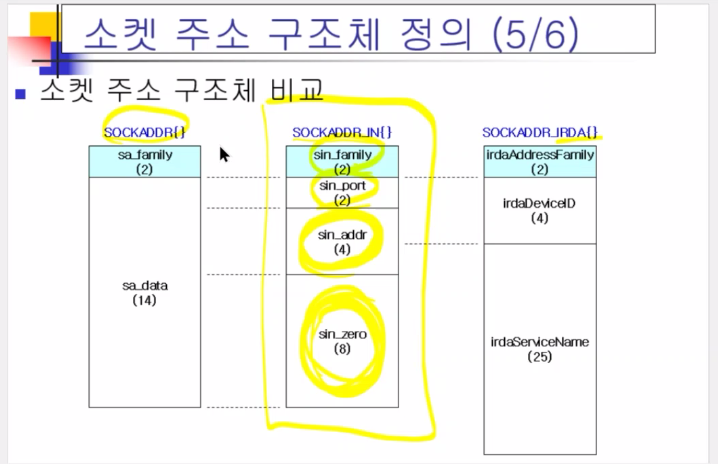 소켓 주소 구조체 정의 (5/6)
소켓 주소 구조체 비교
SOCKADDR{}
sa_family
(2)
sa_data
(14)
SOCKADDR_IN{}
sin_family
(2)
sin_port
(2)
sin_addr
(4)
sin_zero
(8)
SOCKADDR_IRDA{}
irdaAddressFamily
(2)
irdaDeviceID
(4)
irdaServiceName
(25)